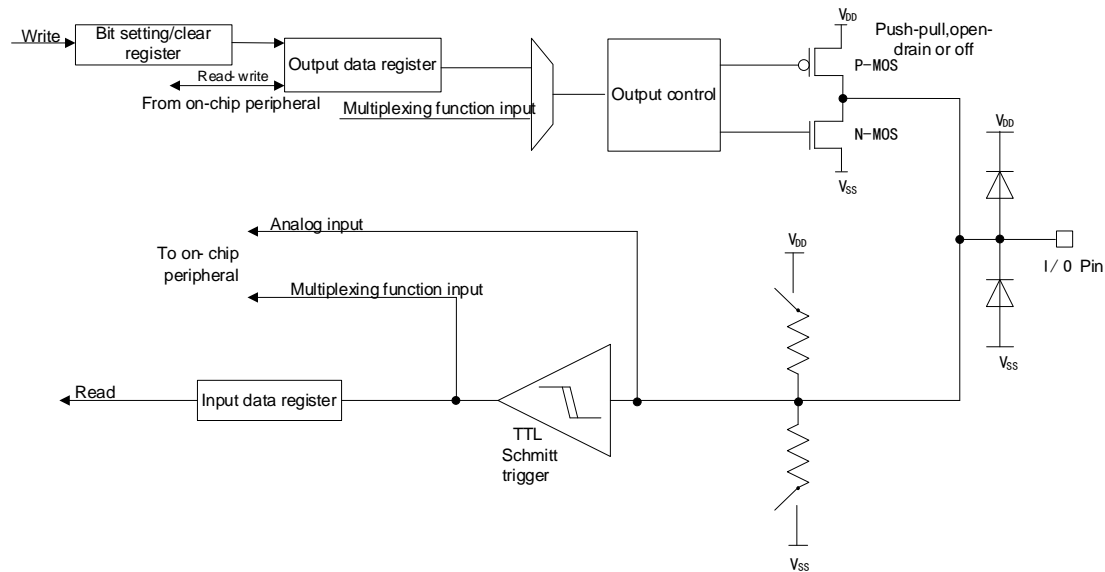 Write
Bit setting/clear
register
Read-write
From on-chip peripheral
Output data register
Multiplexing function input
Output control
VDD
Push-pull,open-
drain or off
P-MOS
N-MOS
VSS
VDD
I/O Pin
VSS
Analog input
To on-chip
peripheral
Multiplexing function input
VDD
Read
Input data register
TTL
Schmitt
trigger
VSS